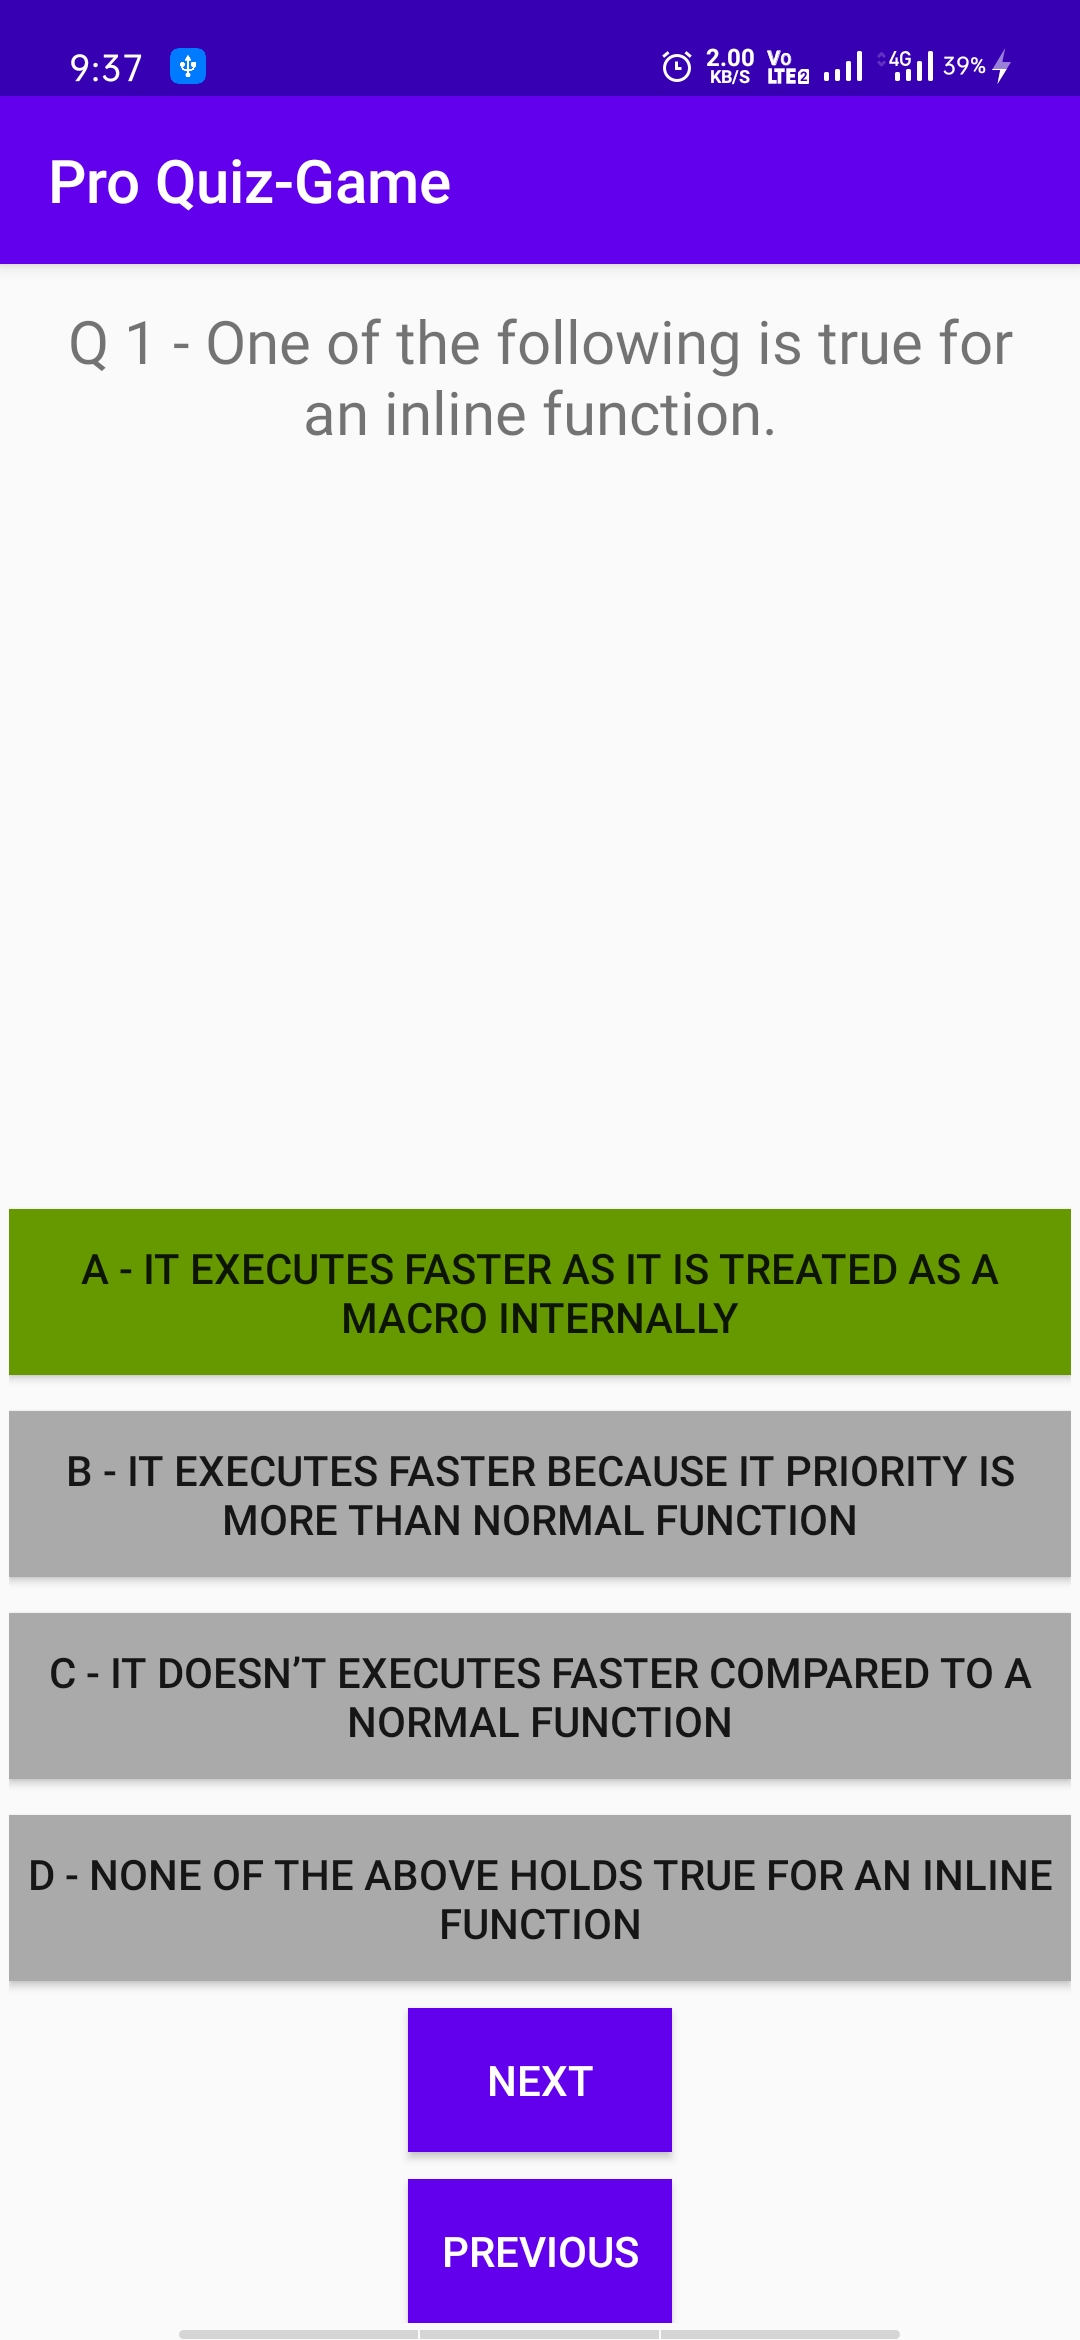 9:37
2.00
KB/S
Vo
LTE2
4G
39%
Pro Quiz-Game
Q 1 - One of the following is true for
an inline function.
A - IT EXECUTES FASTER AS IT IS TREATED AS A
MACRO INTERNALLY
B - IT EXECUTES FASTER BECAUSE IT PRIORITY IS
MORE THAN NORMAL FUNCTION
C - IT DOESN’T EXECUTES FASTER COMPARED TO A
NORMAL FUNCTION
D - NONE OF THE ABOVE HOLDS TRUE FOR AN INLINE
FUNCTION
NEXT
PREVIOUS